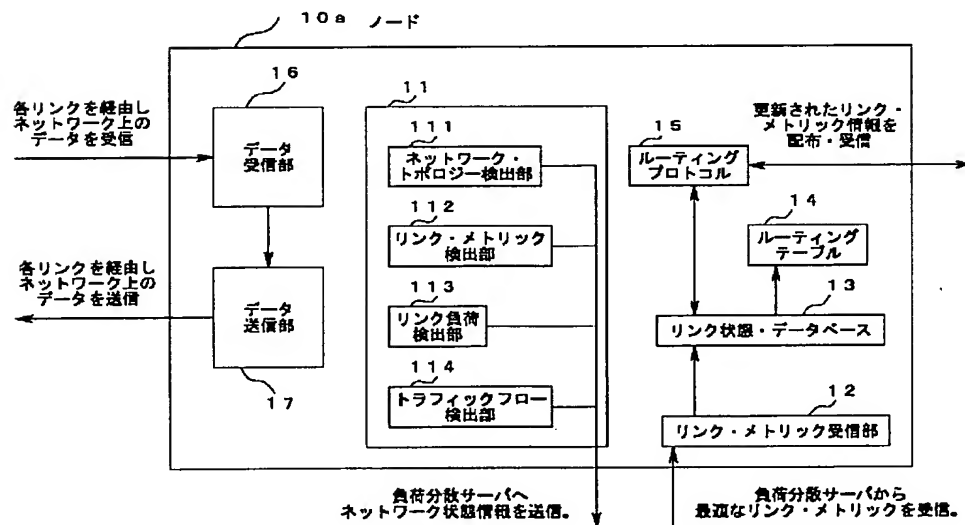 10a ノード
各リンクを経由し
ネットワーク上の
データを受信
16
データ
受信部
各リンクを経由し
ネットワーク上の
データを送信
データ
送信部
17
11
111
ネットワーク・
トポロジー検出部
112
リンク・メトリック
検出部
113
リンク負荷
検出部
114
トラフィックフロー
検出部
15
ルーティング
プロトコル
更新されたリンク・
メトリック情報を
配布・受信
14
ルーティング
テーブル
13
リンク状態・データベース
12
リンク・メトリック受信部
負荷分散サーバへ
ネットワーク状態情報を送信。
負荷分散サーバから
最適なリンク・メトリックを受信。